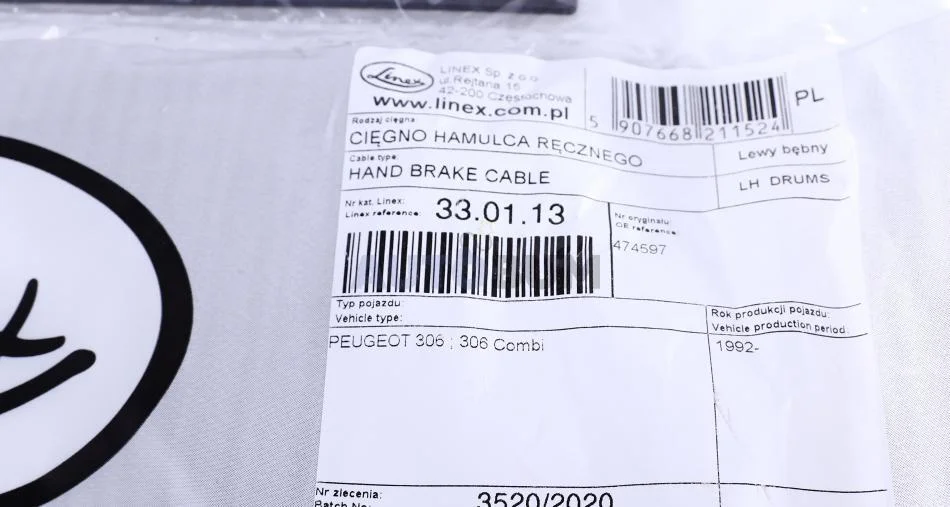 Linex
LINEX Sp. z o.o.
ul.Rejtana 16
42-200 Częstochowa
www.linex.com.pl
5 907668 211524
PL
Rodzaj cięgna:
CIĘGNO HAMULCA RĘCZNEGO
Lewy bębny
Cable type:
HAND BRAKE CABLE
LH DRUMS
Nr kat. Linex:
Linex reference:
33.01.13
Nr oryginału:
OE reference:
474597
Typ pojazdu:
Vehicle type:
Rok produkcji pojazdu:
Vehicle production period:
PEUGEOT 306 ; 306 Combi
1992-
Nr zlecenia:
Batch No:
3520/2020